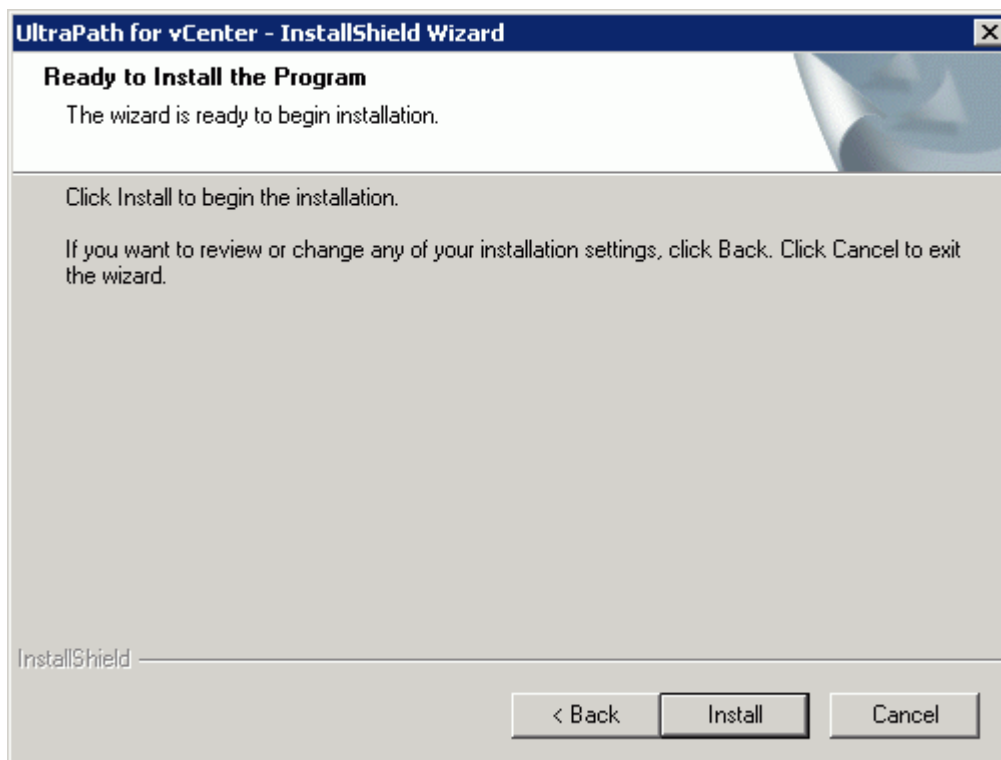 UltraPath for vCenter - InstallShield Wizard
Ready to Install the Program
The wizard is ready to begin installation.
Click Install to begin the installation.
If you want to review or change any of your installation settings, click Back. Click Cancel to exit
the wizard.
InstallShield
< Back
Install
Cancel